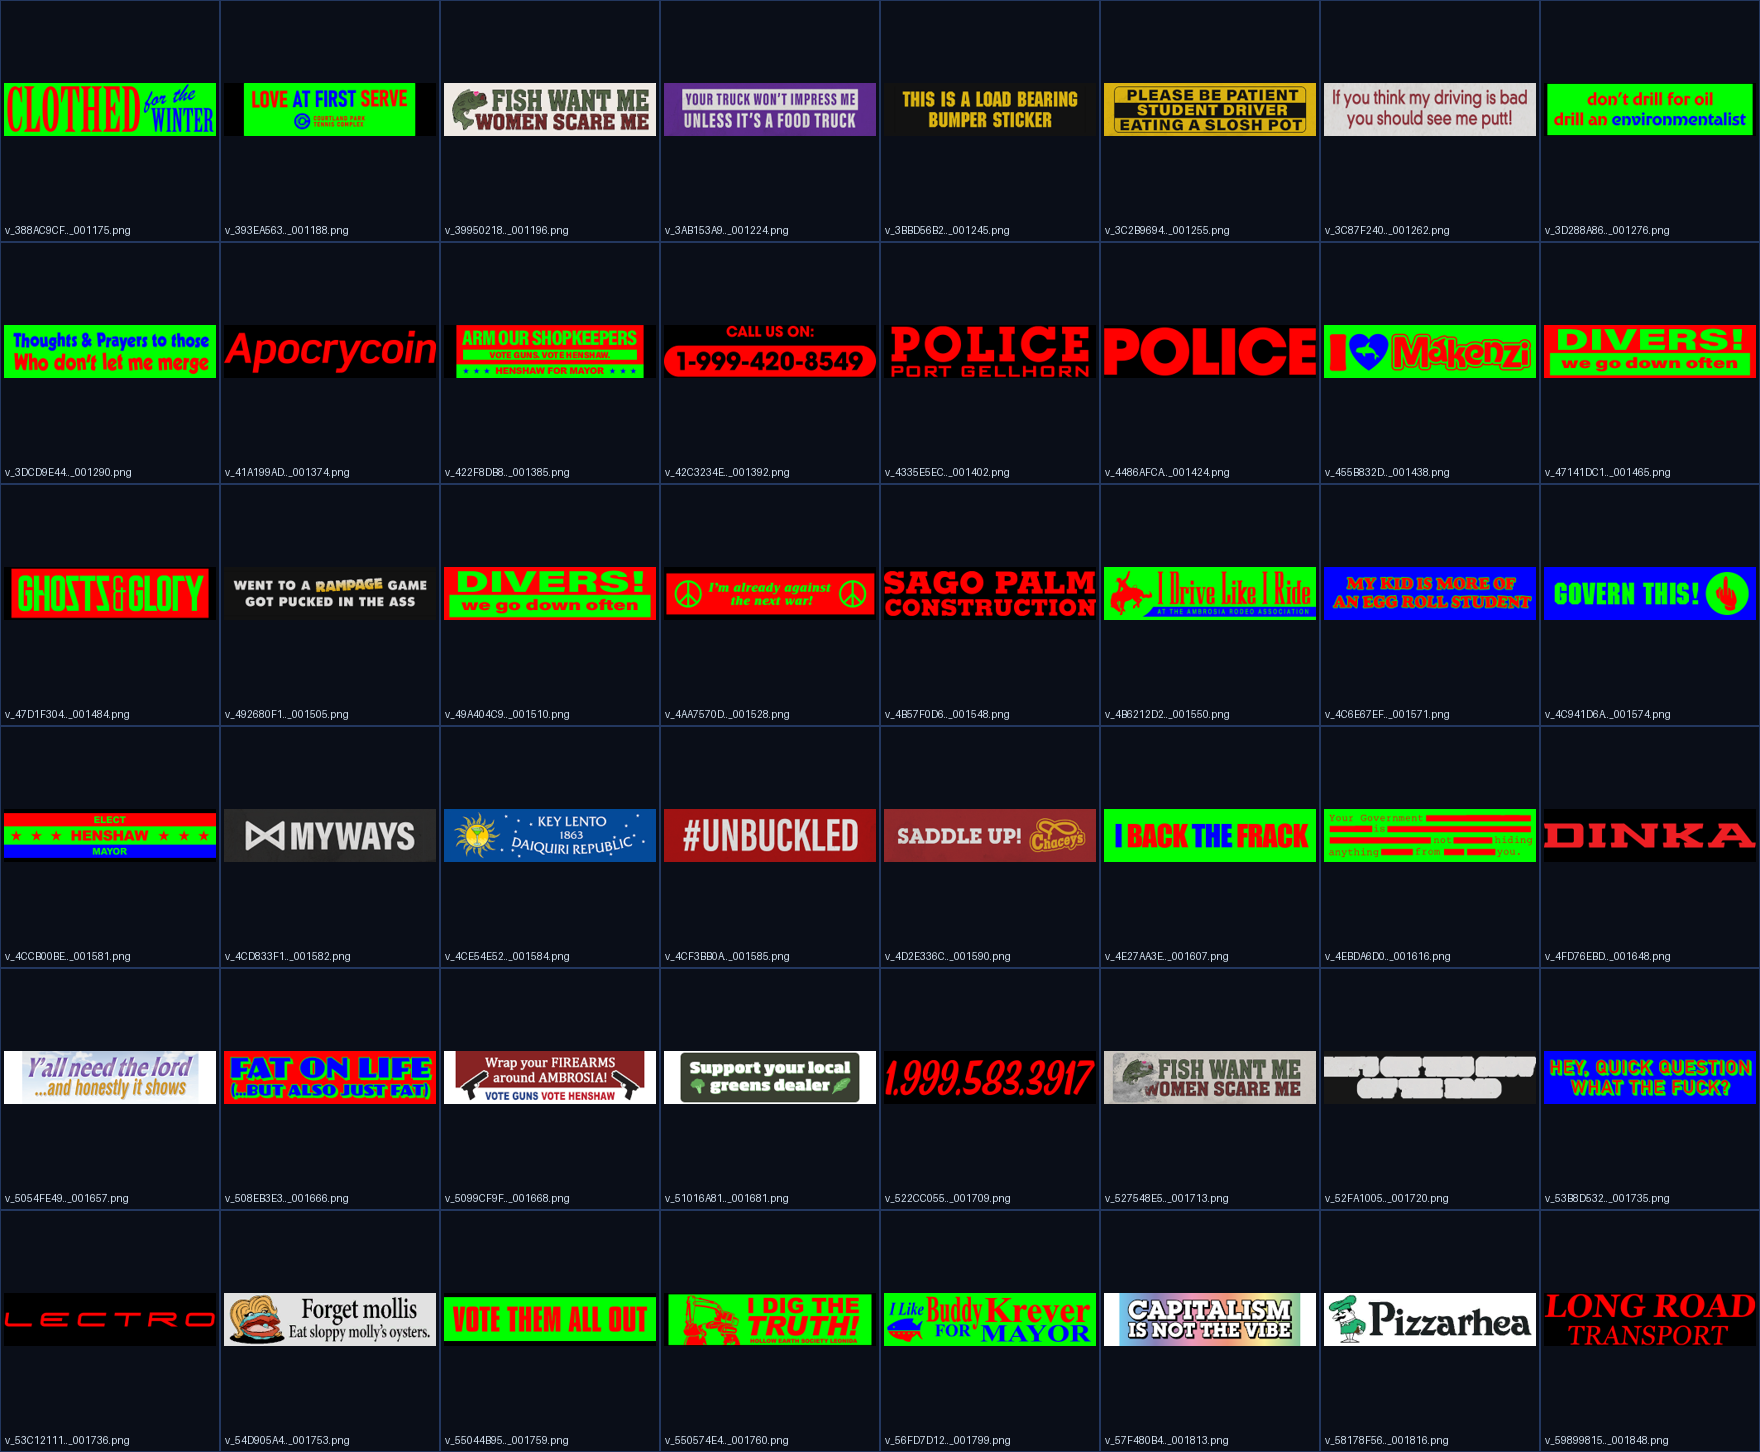 CLOTHED for the WINTER
v_388AC9CF.._001175.png
LOVE AT FIRST SERVE
COURTLAND PARK
TENNIS COMPLEX
v_393EA563.._001188.png
FISH WANT ME
WOMEN SCARE ME
v_39950218.._001196.png
YOUR TRUCK WON'T IMPRESS ME
UNLESS IT'S A FOOD TRUCK
v_3AB153A9.._001224.png
THIS IS A LOAD BEARING
BUMPER STICKER
v_3BBD56B2.._001245.png
PLEASE BE PATIENT
STUDENT DRIVER
EATING A SLOSH POT
v_3C2B9694.._001255.png
If you think my driving is bad
you should see me putt!
v_3C87F240.._001262.png
don't drill for oil
drill an environmentalist
v_3D288A86.._001276.png
Thoughts & Prayers to those
Who don't let me merge
v_3DCD9E44.._001290.png
Apocrycoin
v_41A199AD.._001374.png
ARM OUR SHOPKEEPERS
VOTE GUNS. VOTE HENSHAW.
HENSHAW FOR MAYOR
v_422F8DB8.._001385.png
CALL US ON:
1-999-420-8549
v_42C3234E.._001392.png
POLICE
PORT GELLHORN
v_4335E5EC.._001402.png
POLICE
v_4486AFCA.._001424.png
I Makenzi
v_455B832D.._001438.png
DIVERS!
we go down often
v_47141DC1.._001465.png
GHOSTS & GLORY
v_47D1F304.._001484.png
WENT TO A RAMPAGE GAME
GOT PUCKED IN THE ASS
v_492680F1.._001505.png
DIVERS!
we go down often
v_49A404C9.._001510.png
I'm already against
the next war!
v_4AA7570D.._001528.png
SAGO PALM
CONSTRUCTION
v_4B57F0D6.._001548.png
I Drive Like I Ride
AT THE AMBROSIA RODEO ASSOCIATION
v_4B6212D2.._001550.png
MY KID IS MORE OF
AN EGG ROLL STUDENT
v_4C6E67EF.._001571.png
GOVERN THIS!
v_4C941D6A.._001574.png
ELECT
HENSHAW
MAYOR
v_4CCB00BE.._001581.png
MYWAYS
v_4CD833F1.._001582.png
KEY LENTO
1863
DAIQUIRI REPUBLIC
v_4CE54E52.._001584.png
#UNBUCKLED
v_4CF3BB0A.._001585.png
SADDLE UP! Chaceys
v_4D2E336C.._001590.png
I BACK THE FRACK
v_4E27AA3E.._001607.png
Your Government
is
not hiding
anything from you.
v_4EBDA6D0.._001616.png
DINKA
v_4FD76EBD.._001648.png
Y'all need the lord
...and honestly it shows
v_5054FE49.._001657.png
FAT ON LIFE
(...BUT ALSO JUST FAT)
v_508EB3E3.._001666.png
Wrap your FIREARMS
around AMBROSIA!
VOTE GUNS VOTE HENSHAW
v_5099CF9F.._001668.png
Support your local
greens dealer
v_51016A81.._001681.png
1.999.583.3917
v_522CC055.._001709.png
FISH WANT ME
WOMEN SCARE ME
v_527548E5.._001713.png
v_52FA1005.._001720.png
HEY, QUICK QUESTION
WHAT THE FUCK?
v_53B8D532.._001735.png
LECTRO
v_53C12111.._001736.png
Forget mollis
Eat sloppy molly's oysters.
v_54D905A4.._001753.png
VOTE THEM ALL OUT
v_55044B95.._001759.png
I DIG THE
TRUTH!
HOLLOW EARTH SOCIETY LEONIDA
v_550574E4.._001760.png
I Like Buddy Krever
FOR MAYOR
v_56FD7D12.._001799.png
CAPITALISM
IS NOT THE VIBE
v_57F480B4.._001813.png
Pizzarhea
v_58178F56.._001816.png
LONG ROAD
TRANSPORT
v_59899815.._001848.png